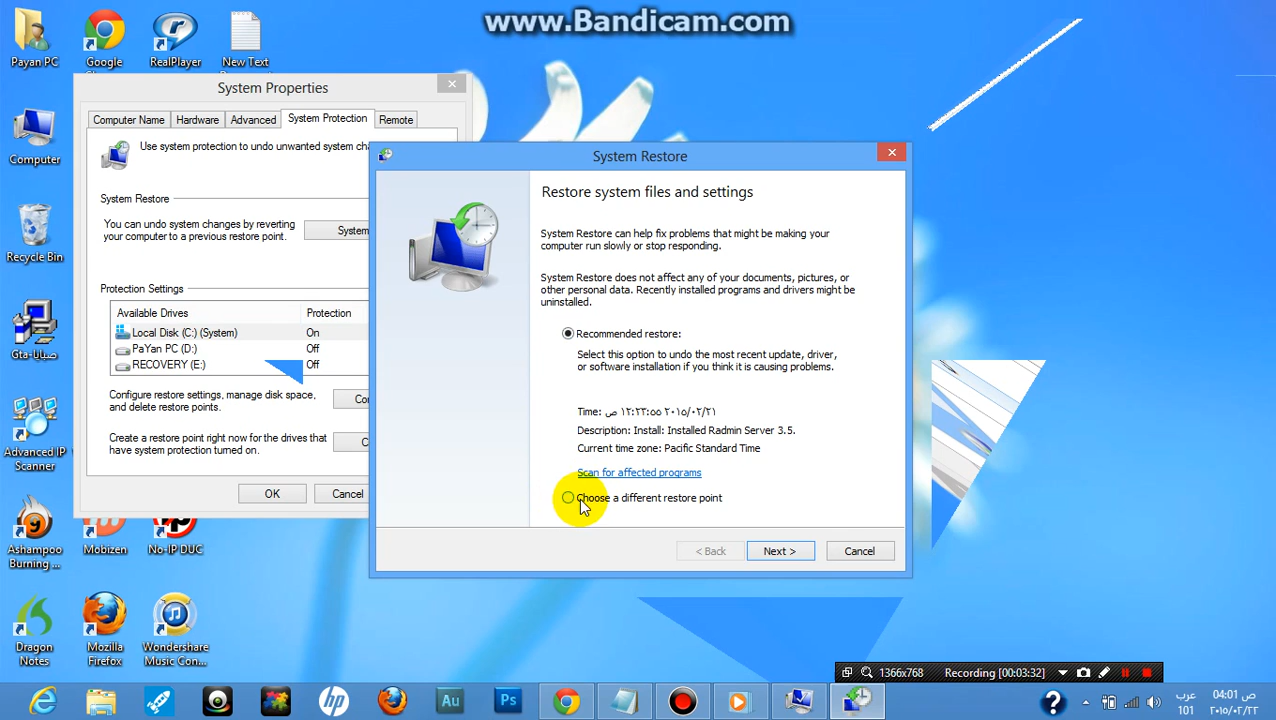 www.Bandicam.com
Payan PC
Google
RealPlayer
New Text
Computer
Recycle Bin
Gta-صبايا
Advanced IP
Scanner
Ashampoo
Burning ...
Mobizen
No-IP DUC
Dragon
Notes
Mozilla
Firefox
Wondershare
Music Con...
System Properties
Computer Name
Hardware
Advanced
System Protection
Remote
Use system protection to undo unwanted system
System Restore
You can undo system changes by reverting
your computer to a previous restore point.
System
Protection Settings
Available Drives
Protection
Local Disk (C:) (System)
On
PaYan PC (D:)
Off
RECOVERY (E:)
Off
Configure restore settings, manage disk space,
and delete restore points.
Create a restore point right now for the drives that
have system protection turned on.
OK
Cancel
System Restore
Restore system files and settings
System Restore can help fix problems that might be making your
computer run slowly or stop responding.
System Restore does not affect any of your documents, pictures, or
other personal data. Recently installed programs and drivers might be
uninstalled.
Recommended restore:
Select this option to undo the most recent update, driver,
or software installation if you think it is causing problems.
Time: ص ١٢:٢٣:٥٥ ٢٠١٥/٠٢/٢١
Description: Install: Installed Radmin Server 3.5.
Current time zone: Pacific Standard Time
Scan for affected programs
Choose a different restore point
< Back
Next >
Cancel
1366x768
Recording [00:03:32]
hp
Au
Ps
عرب
101
04:01 ص
٢٠١٥/٠٢/٢٢